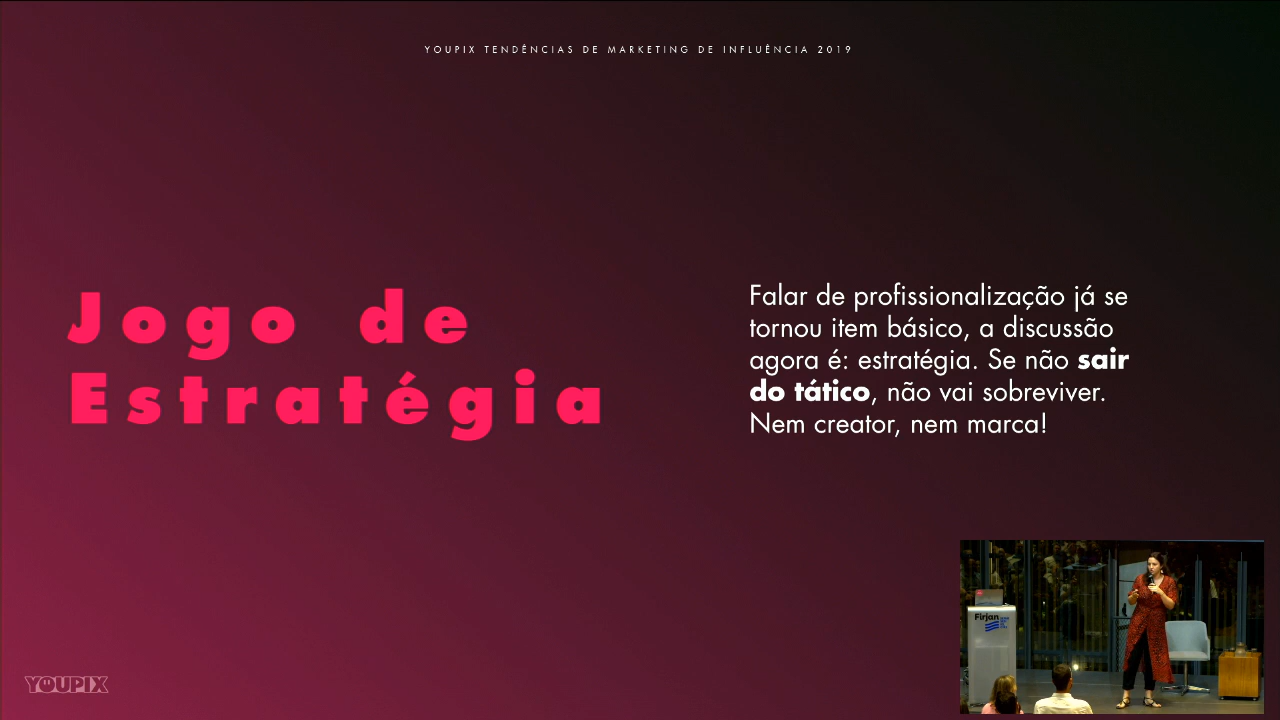 YOUPIX TENDÊNCIAS DE MARKETING DE INFLUÊNCIA 2019
Jogo de
Estratégia
Falar de profissionalização já se
tornou item básico, a discussão
agora é: estratégia. Se não sair
do tático, não vai sobreviver.
Nem creator, nem marca!
YOUPIX
Firjan